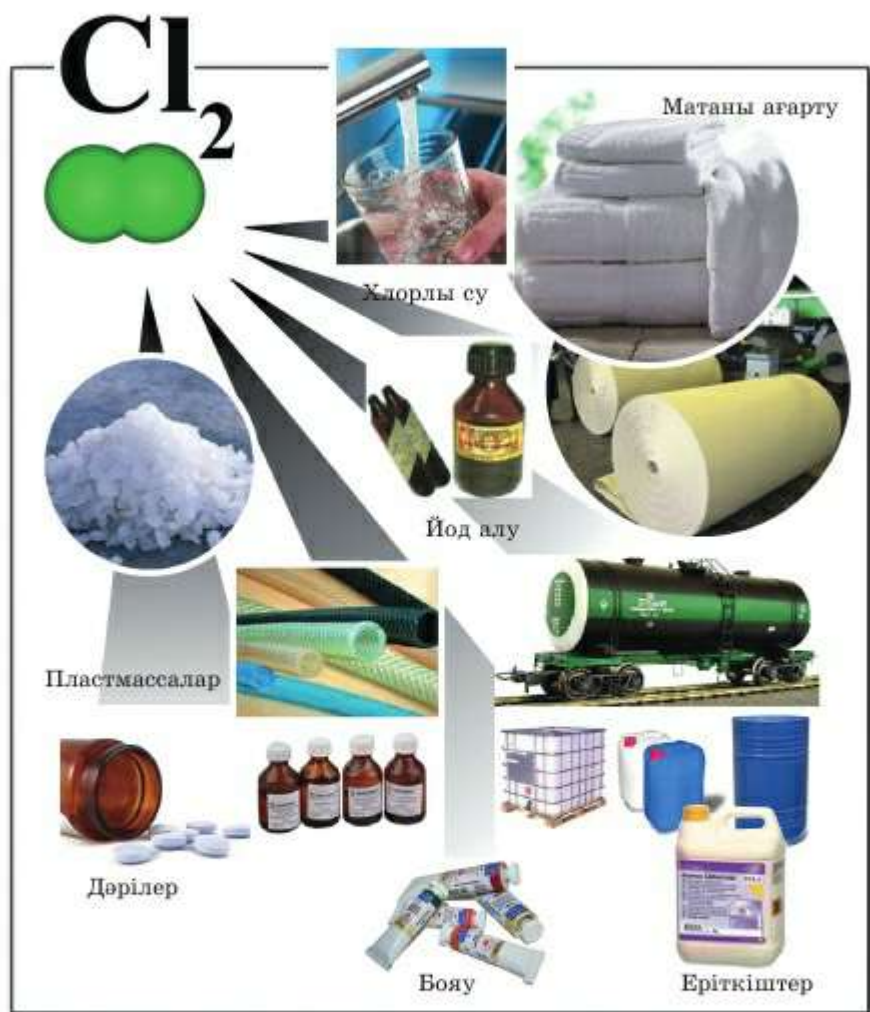 Cl₂
Матаны ағарту
Хлорлы су
Йод алу
Пластмассалар
Дәрілер
Бояу
Еріткіштер